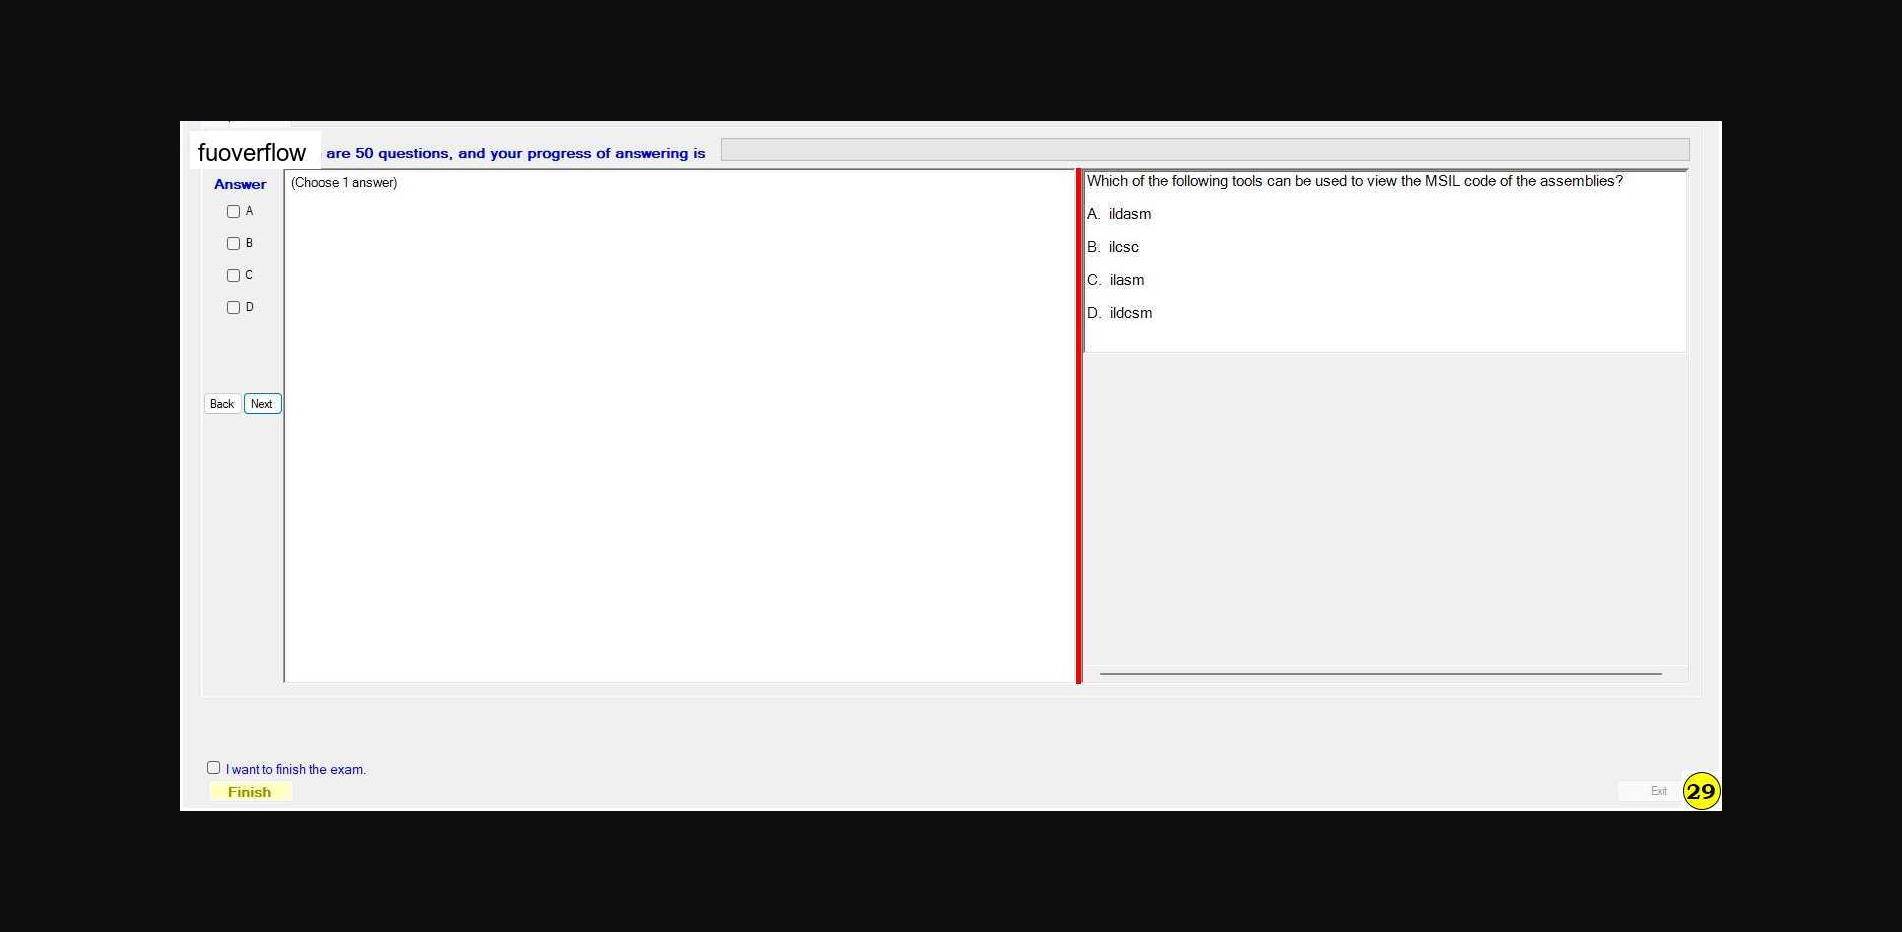 fuoverflow are 50 questions, and your progress of answering is
Answer
A
B
C
D
Back Next
(Choose 1 answer)
Which of the following tools can be used to view the MSIL code of the assemblies?
A. ildasm
B. ilcsc
C. ilasm
D. ildcsm
I want to finish the exam.
Finish
Exit
29